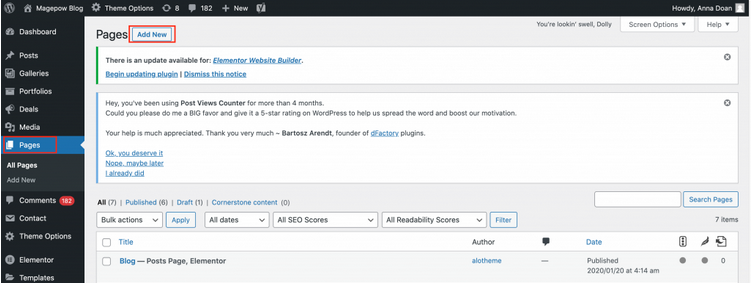 Magepow Blog Theme Options 8 182 + New Howdy, Anna Doan
Dashboard
Posts
Galleries
Portfolios
Deals
Media
Pages
All Pages
Add New
Comments 182
Contact
Theme Options
Elementor
Templates
Pages Add New
You're lookin' swell, Dolly
Screen Options
Help
There is an update available for: Elementor Website Builder.
Begin updating plugin | Dismiss this notice
Hey, you've been using Post Views Counter for more than 4 months.
Could you please do me a BIG favor and give it a 5-star rating on WordPress to help us spread the word and boost our motivation.
Your help is much appreciated. Thank you very much ~ Bartosz Arendt, founder of dFactory plugins.
Ok, you deserve it
Nope, maybe later
I already did
All (7) | Published (6) | Draft (1) | Cornerstone content (0)
Search Pages
Bulk actions Apply All dates All SEO Scores All Readability Scores Filter
7 items
Title Author Date
Blog — Posts Page, Elementor alotheme — Published 0
2020/01/20 at 4:14 am